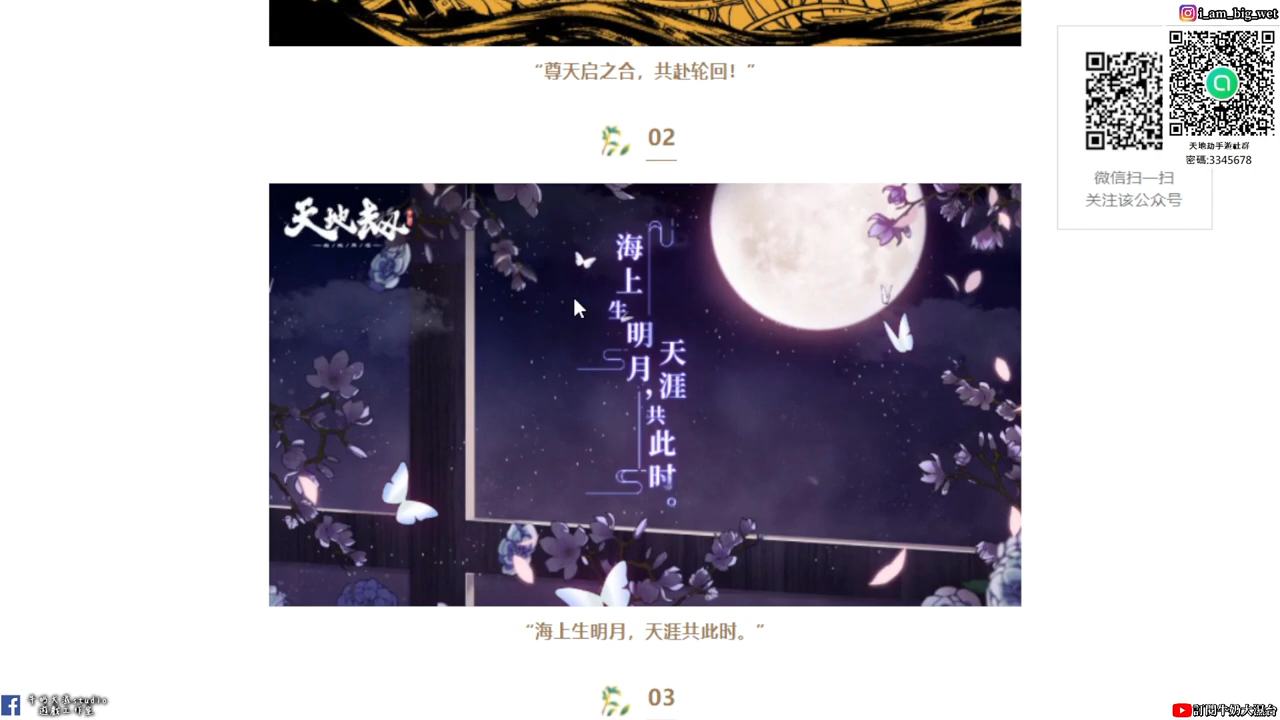 i_am_big_wet
“尊天启之合，共赴轮回！”
天地劫手游社群
密碼:3345678
02
微信扫一扫
关注该公众号
天地劫
海上生明月，
天涯共此时。
“海上生明月，天涯共此时。”
03
訂閱牛奶大混台